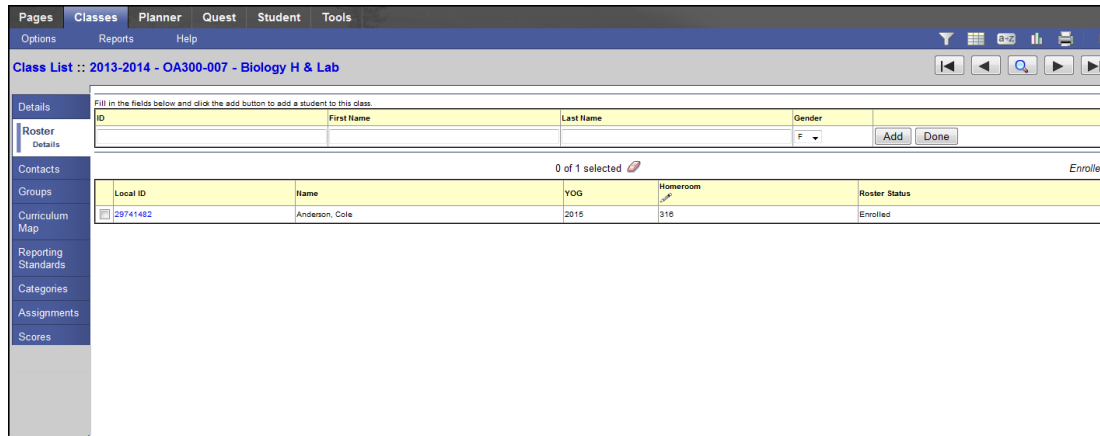 Pages Classes Planner Quest Student Tools
Options Reports Help
a-z
Class List :: 2013-2014 - OA300-007 - Biology H & Lab
Details
Roster
Details
Contacts
Groups
Curriculum
Map
Reporting
Standards
Categories
Assignments
Scores
Fill in the fields below and click the add button to add a student to this class.
ID First Name Last Name Gender
F Add Done
0 of 1 selected Enrolle
Local ID Name YOG Homeroom Roster Status
29741482 Anderson, Cole 2015 316 Enrolled